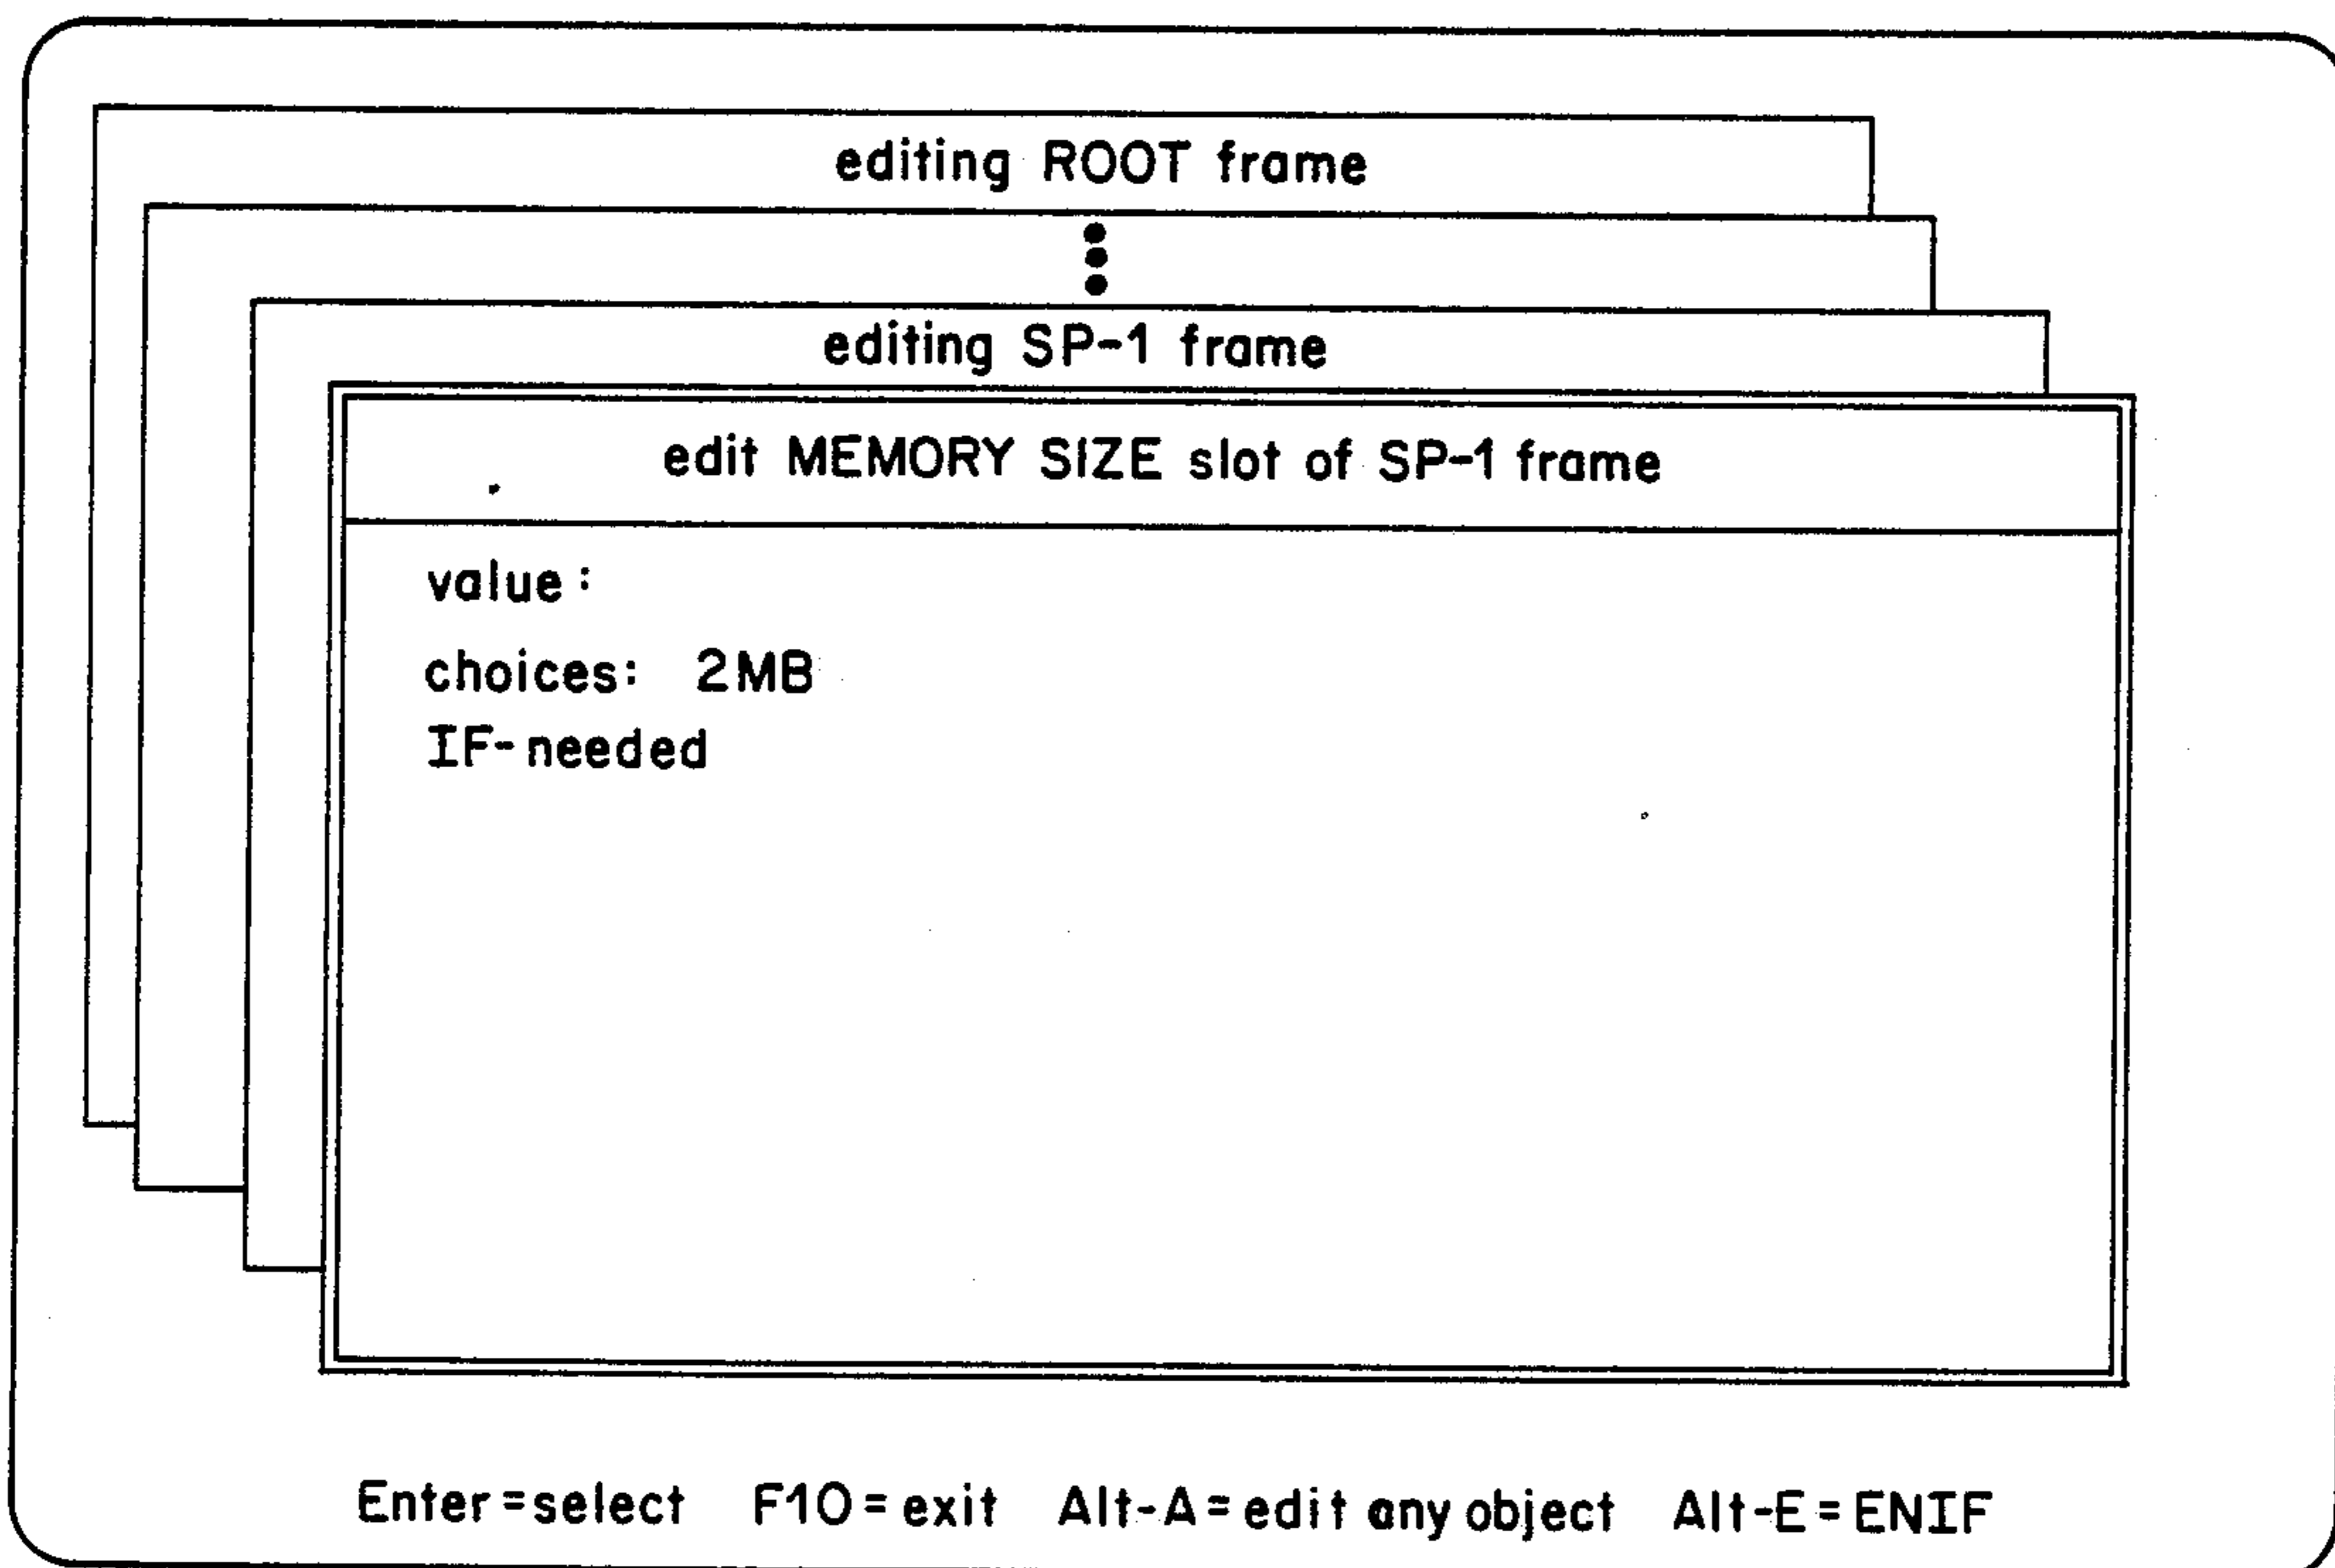 editing ROOT frame
editing SP-1 frame
edit MEMORY SIZE slot of SP-1 frame
value:
choices: 2MB
IF-needed
Enter=select F10=exit Alt-A=edit any object Alt-E=ENIF